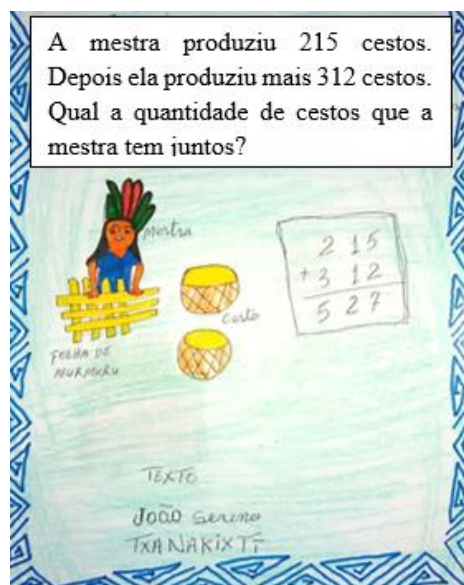 A mestra produziu 215 cestos.
Depois ela produziu mais 312 cestos.
Qual a quantidade de cestos que a
mestra tem juntos?
mestra
215
+312
527
Cesto
FOLHA DE
MURMURU
TEXTO
JOÃO Sereno
TXANAKIXTĨ